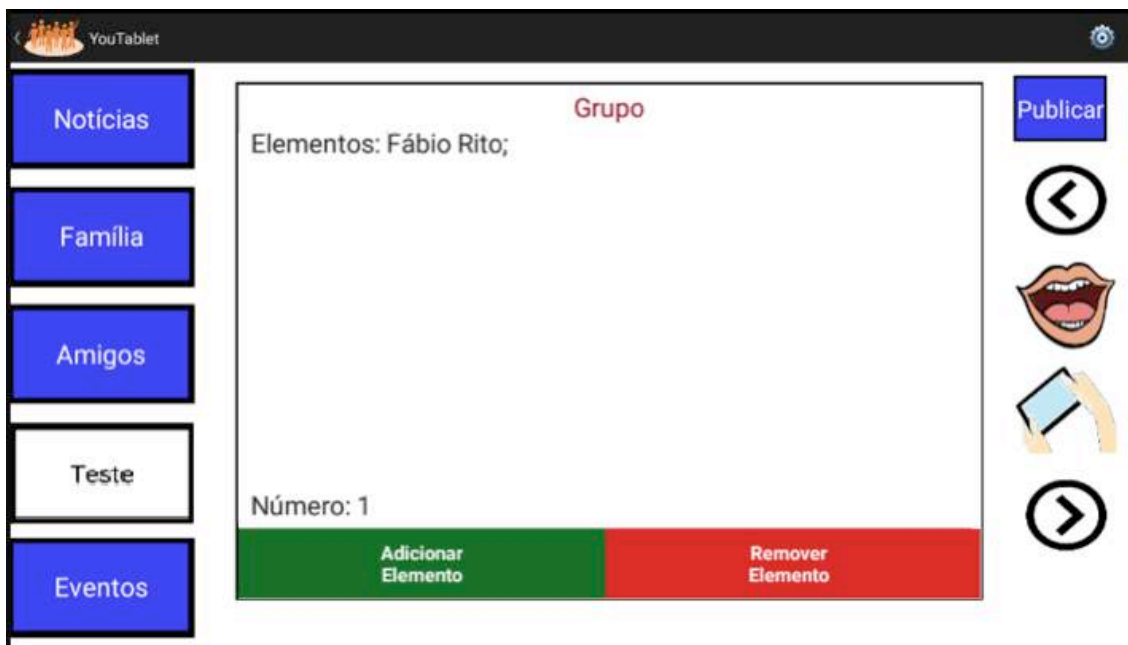 YouTablet
Notícias
Família
Amigos
Teste
Eventos
Grupo
Elementos: Fábio Rito;
Número: 1
Adicionar
Elemento
Remover
Elemento
Publicar